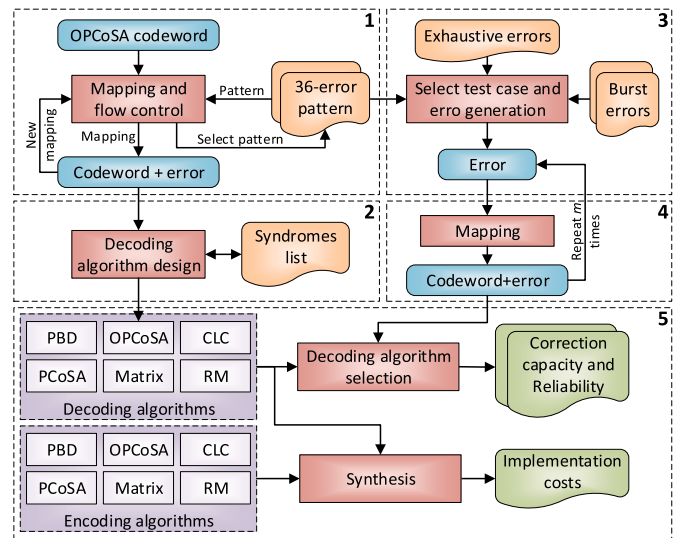 1
OPCoSA codeword
Mapping and
flow control
Pattern
36-error
pattern
New
mapping
Mapping
Select pattern
Codeword + error
3
Exhaustive errors
Select test case and
erro generation
Burst
errors
Error
2
Decoding
algorithm design
Syndromes
list
4
Mapping
Repeat m
times
Codeword+error
5
PBD OPCoSA CLC
PCoSA Matrix RM
Decoding algorithms
Decoding algorithm
selection
Correction
capacity and
Reliability
PBD OPCoSA CLC
PCoSA Matrix RM
Encoding algorithms
Synthesis
Implementation
costs